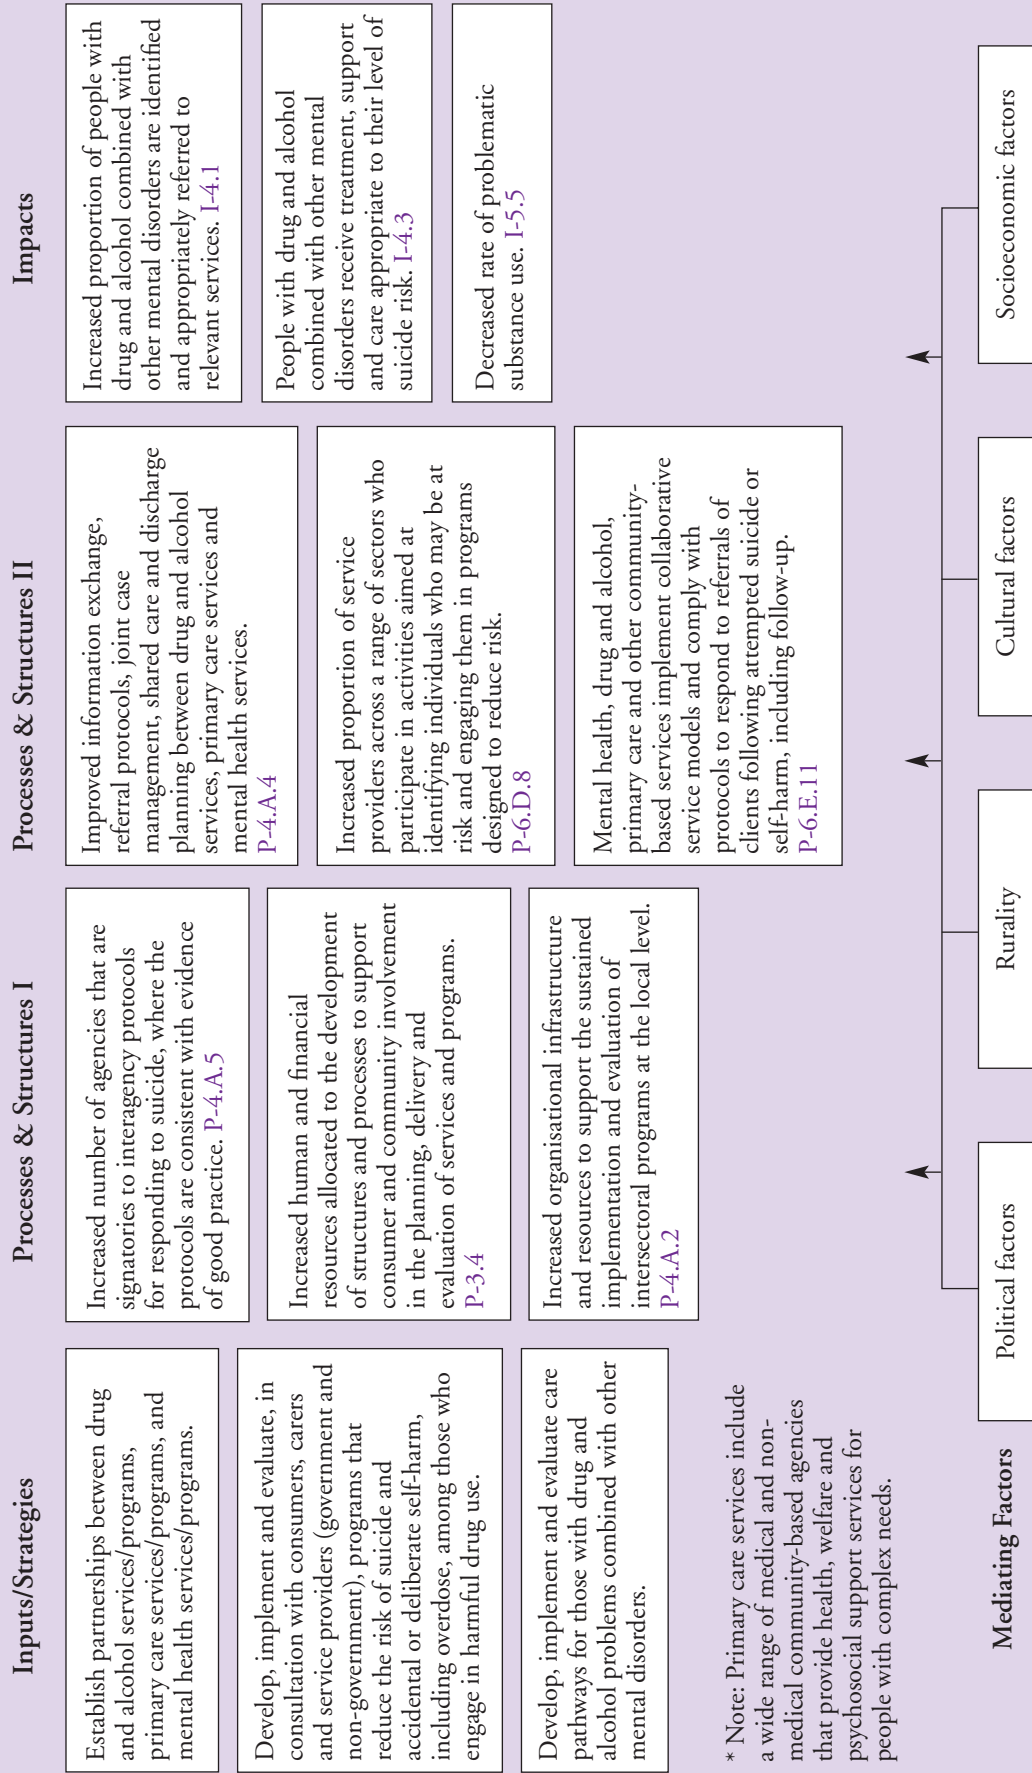 Inputs/Strategies
Establish partnerships between drug
and alcohol services/programs,
primary care services/programs, and
mental health services/programs.
Develop, implement and evaluate, in
consultation with consumers, carers
and service providers (government and
non-government), programs that
reduce the risk of suicide and
accidental or deliberate self-harm,
including overdose, among those who
engage in harmful drug use.
Develop, implement and evaluate care
pathways for those with drug and
alcohol problems combined with other
mental disorders.
* Note: Primary care services include
a wide range of medical and non-
medical community-based agencies
that provide health, welfare and
psychosocial support services for
people with complex needs.
Processes & Structures I
Increased number of agencies that are
signatories to interagency protocols
for responding to suicide, where the
protocols are consistent with evidence
of good practice. P-4.A.5
Increased human and financial
resources allocated to the development
of structures and processes to support
consumer and community involvement
in the planning, delivery and
evaluation of services and programs.
P-3.4
Increased organisational infrastructure
and resources to support the sustained
implementation and evaluation of
intersectoral programs at the local level.
P-4.A.2
Processes & Structures II
Improved information exchange,
referral protocols, joint case
management, shared care and discharge
planning between drug and alcohol
services, primary care services and
mental health services.
P-4.A.4
Increased proportion of service
providers across a range of sectors who
participate in activities aimed at
identifying individuals who may be at
risk and engaging them in programs
designed to reduce risk.
P-6.D.8
Mental health, drug and alcohol,
primary care and other community-
based services implement collaborative
service models and comply with
protocols to respond to referrals of
clients following attempted suicide or
self-harm, including follow-up.
P-6.E.11
Impacts
Increased proportion of people with
drug and alcohol combined with
other mental disorders are identified
and appropriately referred to
relevant services. I-4.1
People with drug and alcohol
combined with other mental
disorders receive treatment, support
and care appropriate to their level of
suicide risk. I-4.3
Decreased rate of problematic
substance use. I-5.5
Mediating Factors
Political factors
Rurality
Cultural factors
Socioeconomic factors